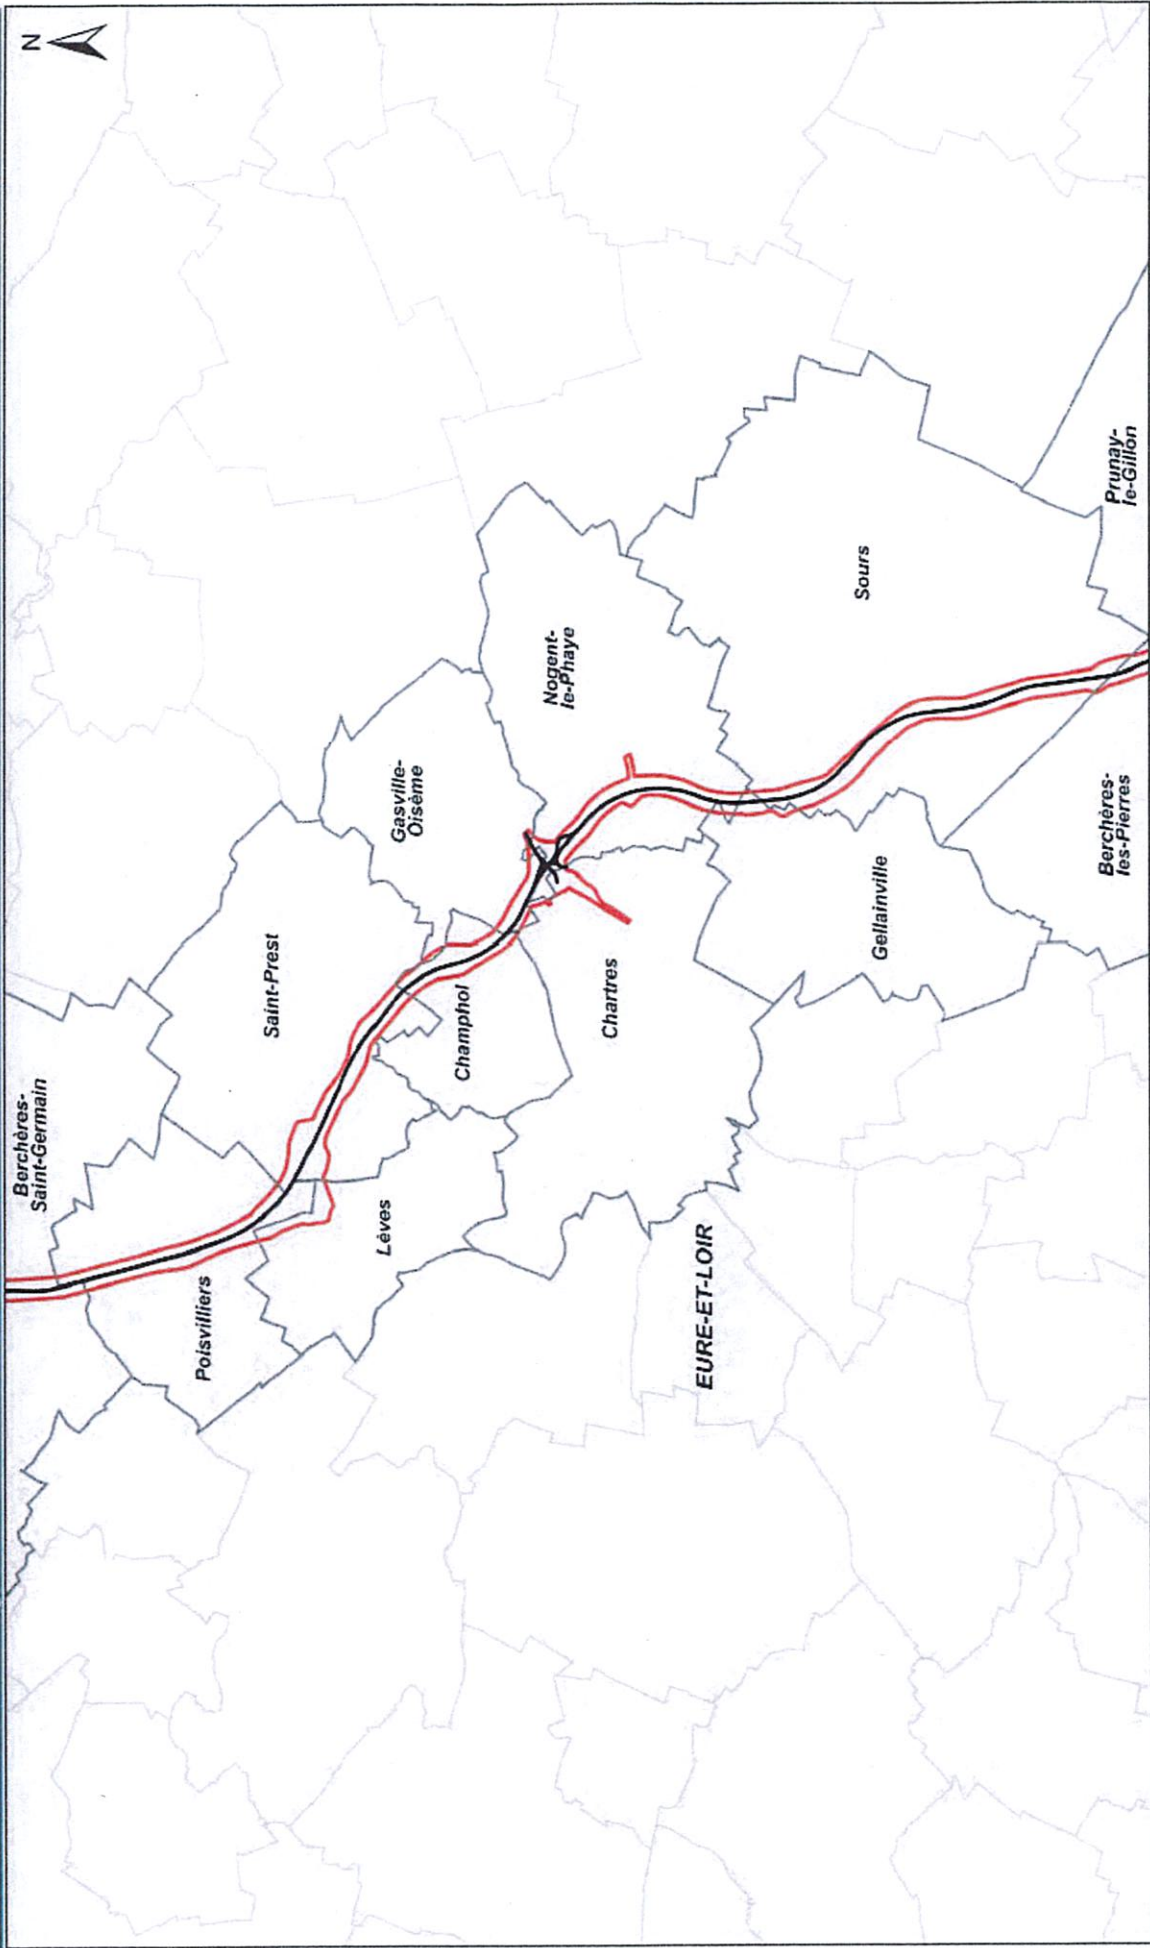 N
Berchères-
Saint-Germain
Poisvilliers
Saint-Prest
Lèves
Gasville-
Oisème
Champhol
Nogent-
le-Phaye
Chartres
EURE-ET-LOIR
Sours
Gellainville
Berchères-
les-Pierres
Prunay-
le-Gillon